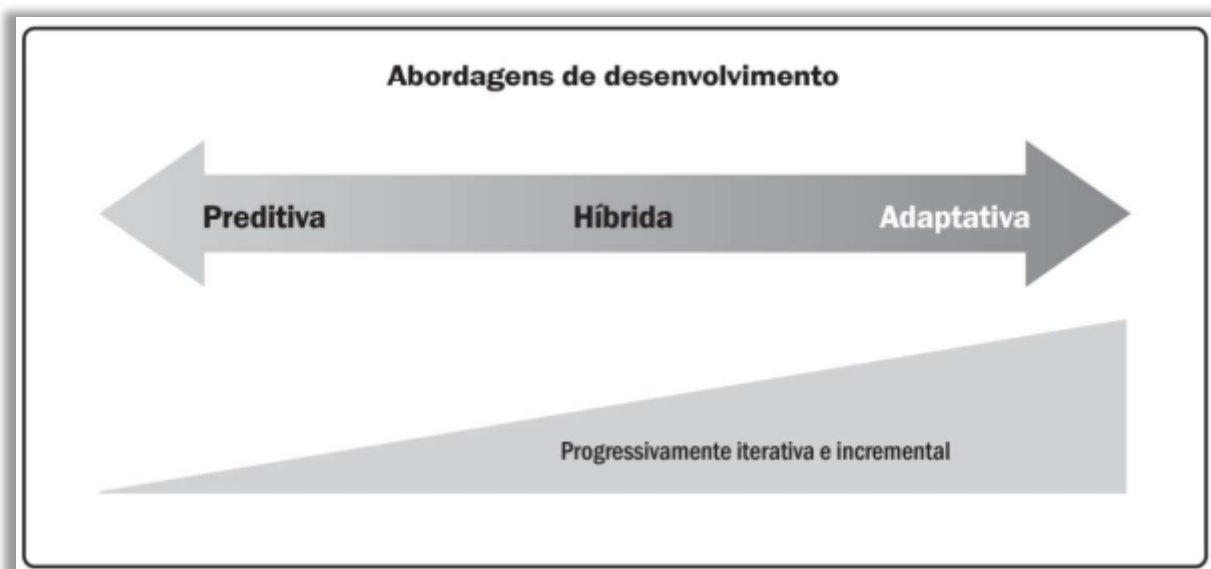 Abordagens de desenvolvimento
Preditiva Híbrida Adaptativa
Progressivamente iterativa e incremental